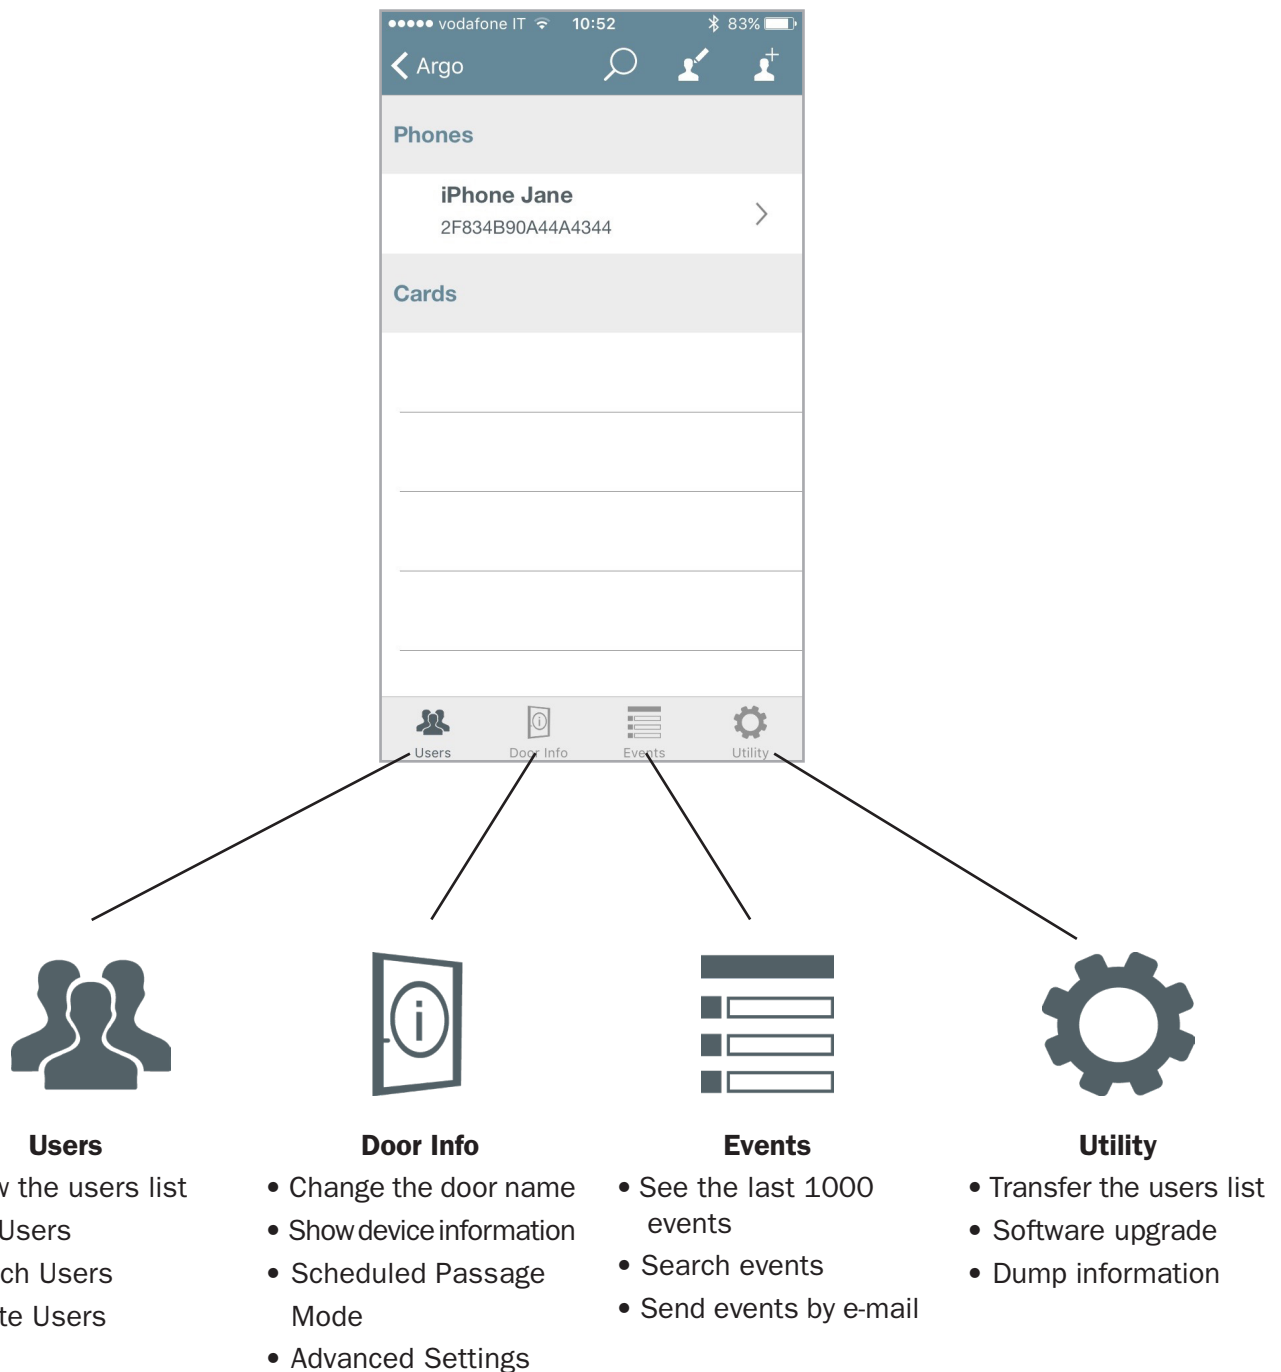 vodafone IT 10:52 83%
Argo
Phones
iPhone Jane
2F834B90A44A4344
Cards
Users Door Info Events Utility
Users
the users list
Users
Users
Users
Door Info
• Change the door name
• Show device information
• Scheduled Passage
Mode
• Advanced Settings
Events
• See the last 1000
events
• Search events
• Send events by e-mail
Utility
• Transfer the users list
• Software upgrade
• Dump information